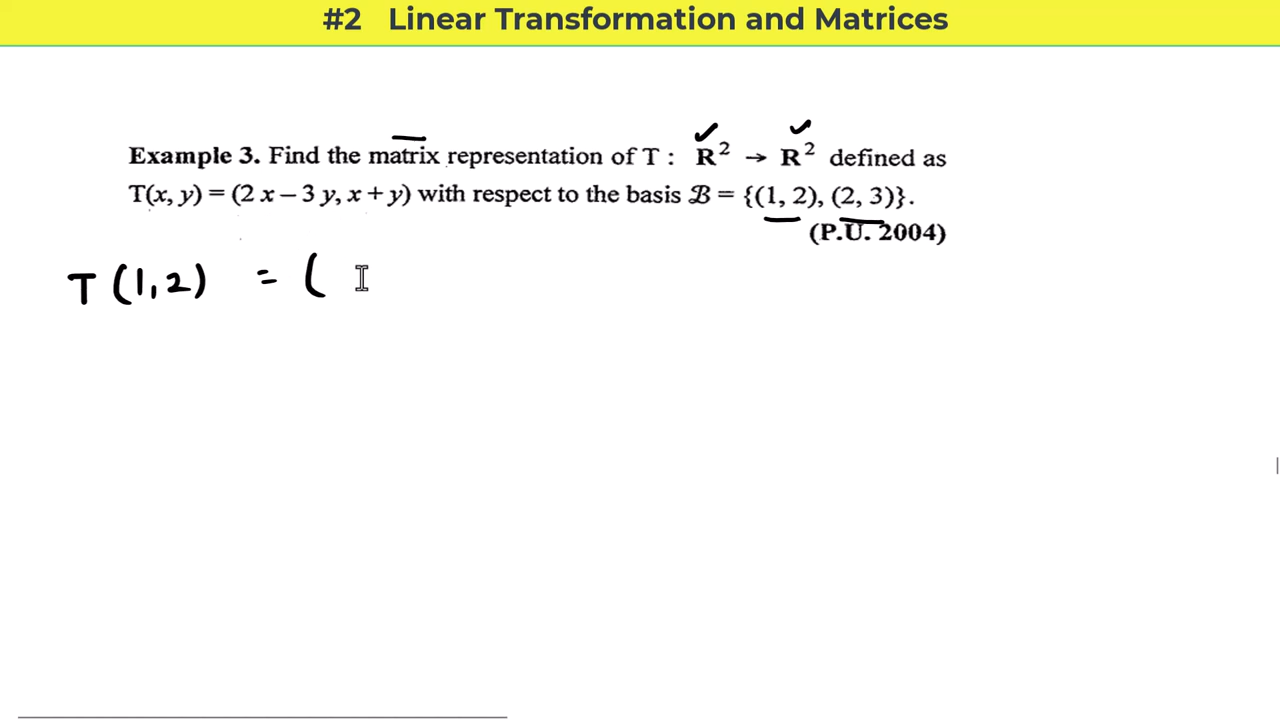 #2 Linear Transformation and Matrices
Example 3. Find the matrix representation of T : R² → R² defined as
T(x, y) = (2 x – 3 y, x + y) with respect to the basis ℬ = {(1, 2), (2, 3)}.
(P.U. 2004)
T (1,2) = (